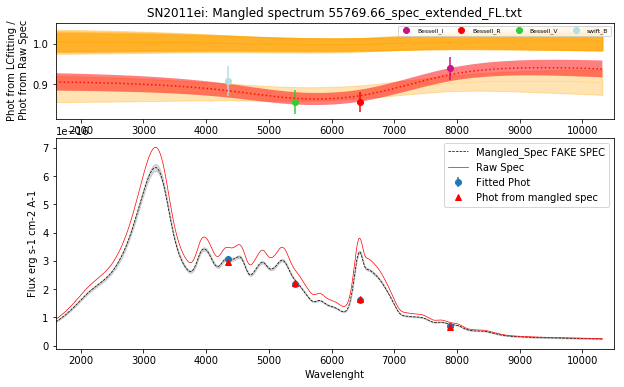 SN2011ei: Mangled spectrum 55769.66_spec_extended_FL.txt
Phot from LCfitting /
Phot from Raw Spec
1.0
0.9
Bessell_I
Bessell_R
Bessell_V
swift_B
2000 3000 4000 5000 6000 7000 8000 9000 10000
Flux erg s-1 cm-2 A-1
7
6
5
4
3
2
1
0
Mangled_Spec FAKE SPEC
Raw Spec
Fitted Phot
Phot from mangled spec
2000 3000 4000 5000 6000 7000 8000 9000 10000
Wavelenght